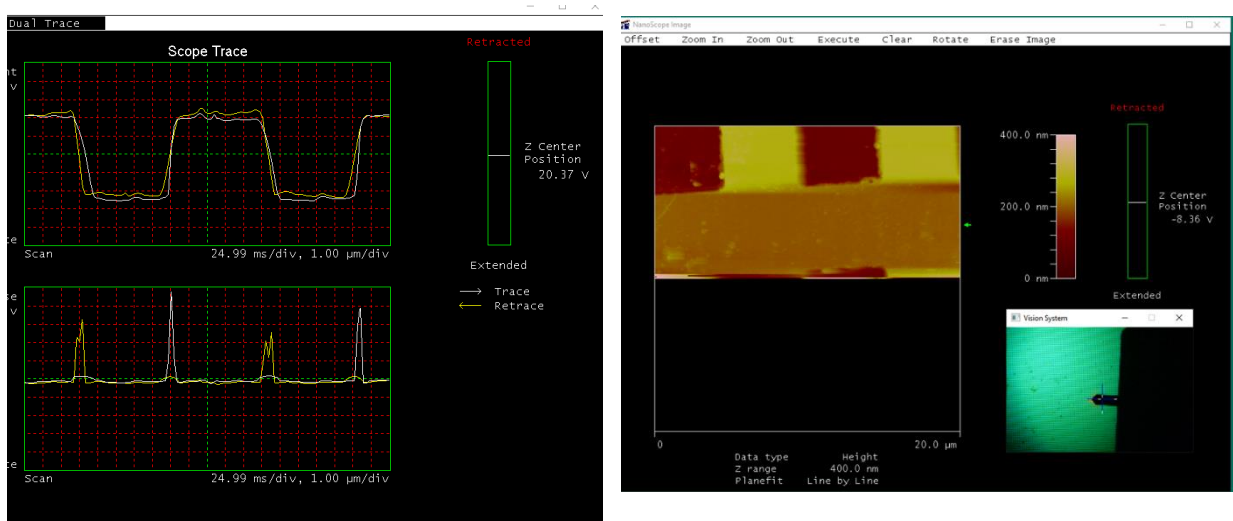 Dual Trace
Scope Trace
Retracted
Z Center
Position
20.37 V
V
Scan 24.99 ms/div, 1.00 µm/div
Extended
Trace
Retrace
V
Scan 24.99 ms/div, 1.00 µm/div
NanoScope Image
Offset Zoom In Zoom Out Execute Clear Rotate Erase Image
Retracted
400.0 nm
200.0 nm
0 nm
Z Center
Position
-8.36 V
Extended
Vision System
0 20.0 µm
Data type Height
Z range 400.0 nm
Planefit Line by Line